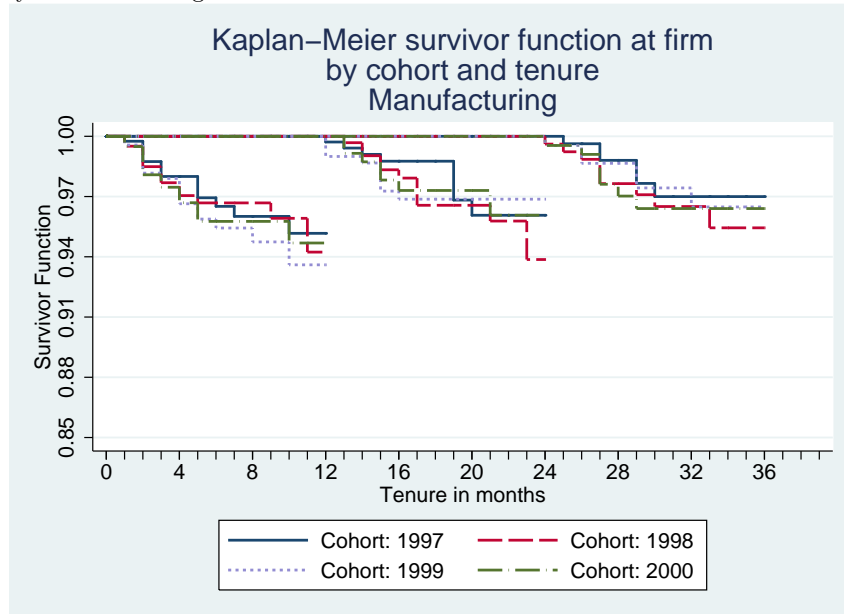 Kaplan−Meier survivor function at firm
by cohort and tenure
Manufacturing
Survivor Function
1.00
0.97
0.94
0.91
0.88
0.85
0 4 8 12 16 20 24 28 32 36
Tenure in months
Cohort: 1997 Cohort: 1998
Cohort: 1999 Cohort: 2000